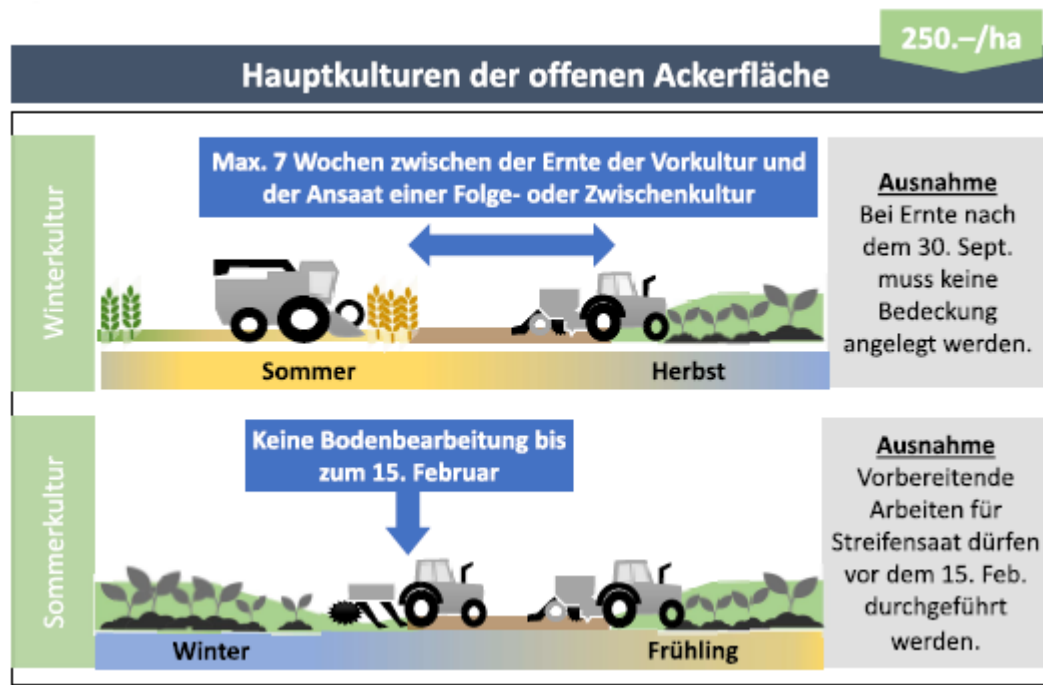 250.–/ha
Hauptkulturen der offenen Ackerfläche
Winterkultur
Max. 7 Wochen zwischen der Ernte der Vorkultur und
der Ansaat einer Folge- oder Zwischenkultur
Sommer
Herbst
Ausnahme
Bei Ernte nach
dem 30. Sept.
muss keine
Bedeckung
angelegt werden.
Sommerkultur
Keine Bodenbearbeitung bis
zum 15. Februar
Winter
Frühling
Ausnahme
Vorbereitende
Arbeiten für
Streifensaat dürfen
vor dem 15. Feb.
durchgeführt
werden.